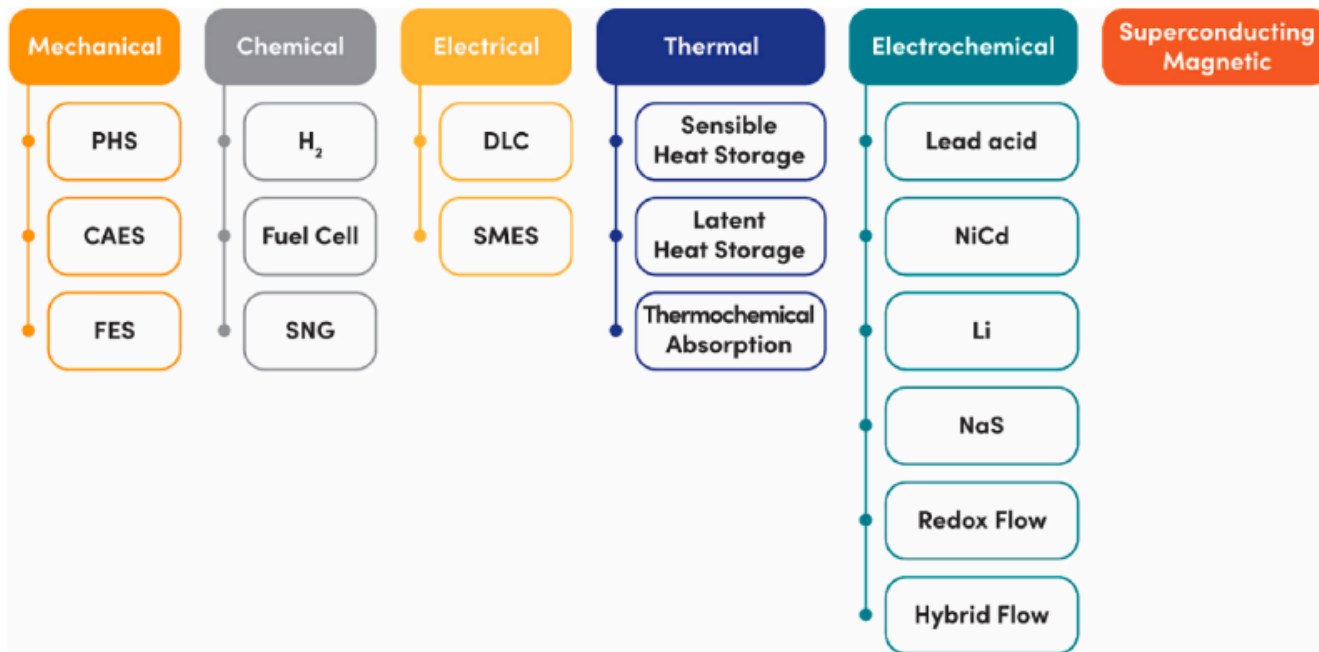 Mechanical
PHS
CAES
FES
Chemical
H₂
Fuel Cell
SNG
Electrical
DLC
SMES
Thermal
Sensible
Heat Storage
Latent
Heat Storage
Thermochemical
Absorption
Electrochemical
Lead acid
NiCd
Li
NaS
Redox Flow
Hybrid Flow
Superconducting
Magnetic